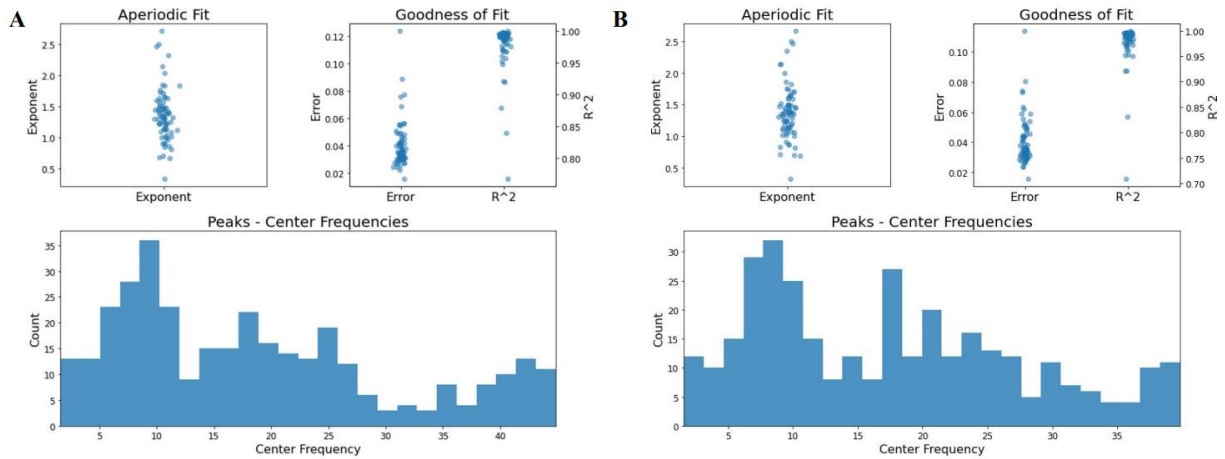 A
Aperiodic Fit
2.5
2.0
1.5
1.0
0.5
Exponent
Exponent
Goodness of Fit
0.12
0.10
0.08
0.06
0.04
0.02
Error
1.00
0.95
0.90
0.85
0.80
R^2
Error R^2
Peaks - Center Frequencies
35
30
25
20
15
10
5
0
Count
5 10 15 20 25 30 35 40
Center Frequency
B
Aperiodic Fit
2.5
2.0
1.5
1.0
0.5
Exponent
Exponent
Goodness of Fit
0.10
0.08
0.06
0.04
0.02
Error
1.00
0.95
0.90
0.85
0.80
0.75
0.70
R^2
Error R^2
Peaks - Center Frequencies
30
25
20
15
10
5
0
Count
5 10 15 20 25 30 35
Center Frequency